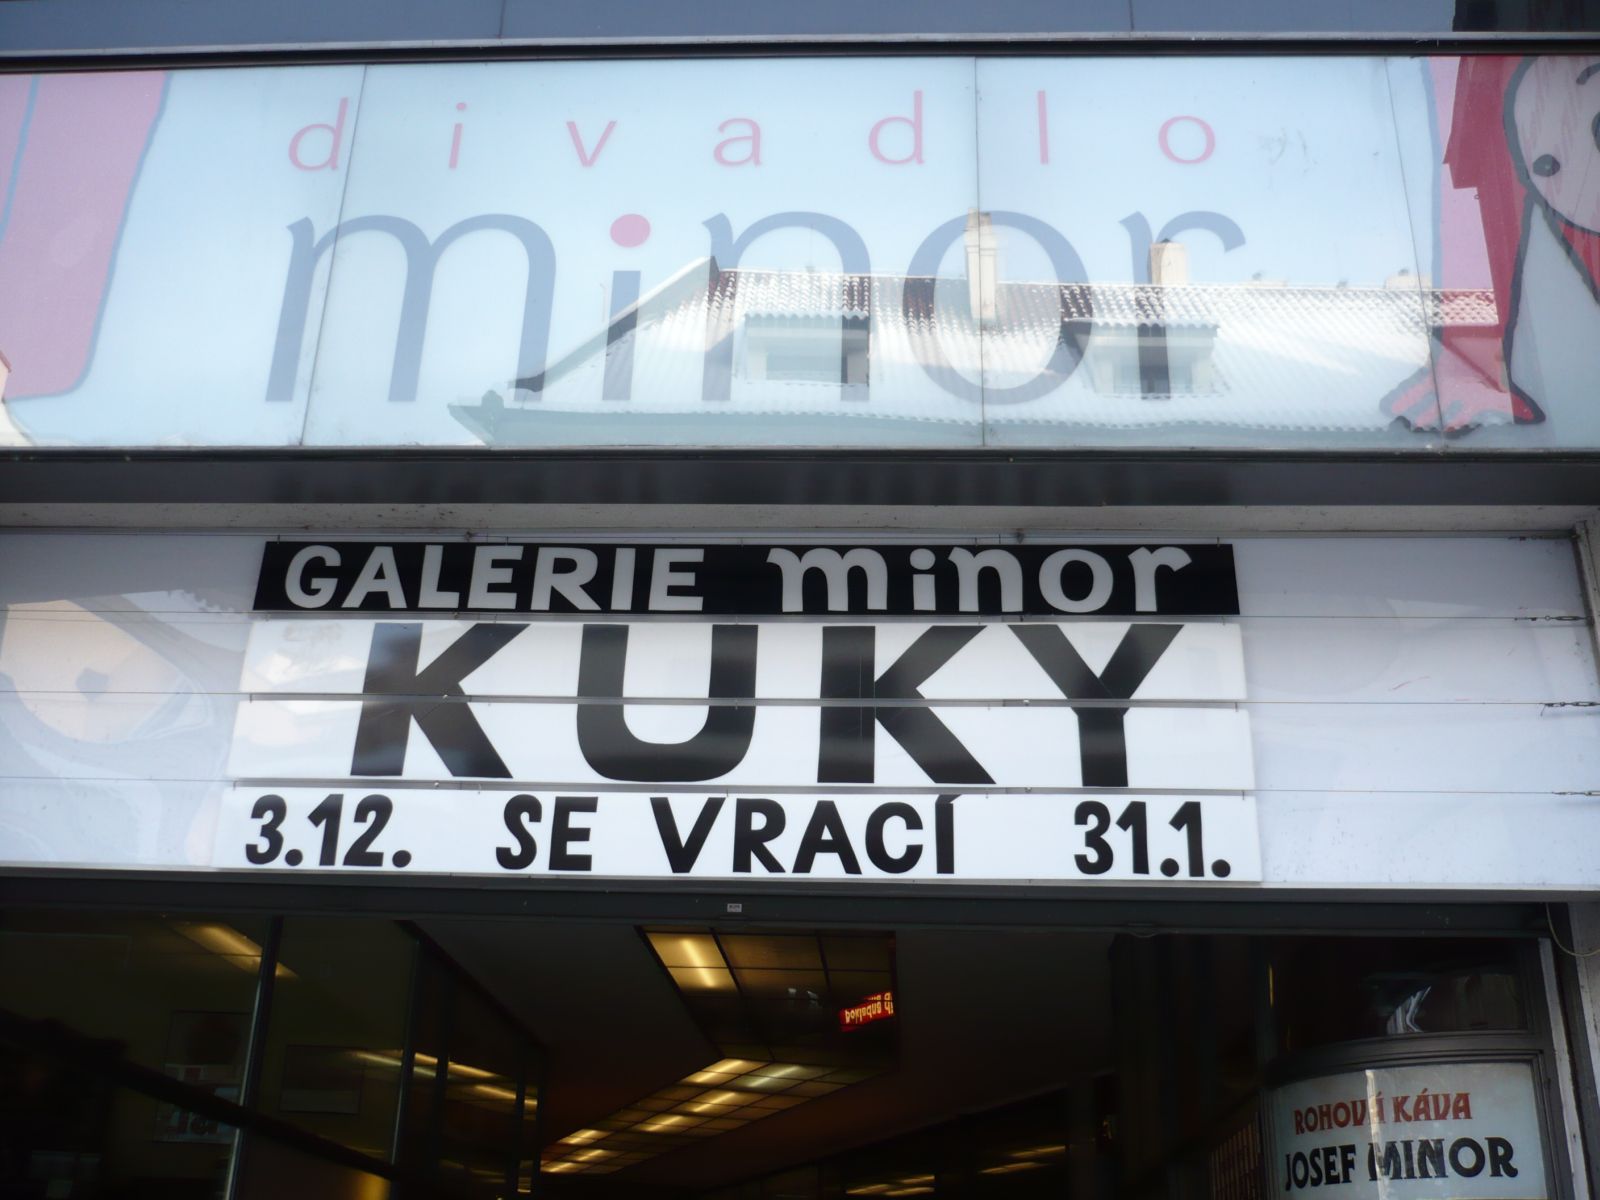 divadlo
minor
GALERIE minor
KUKY
3.12. SE VRACÍ 31.1.
ROHOVÁ KÁVA
JOSEF MINOR